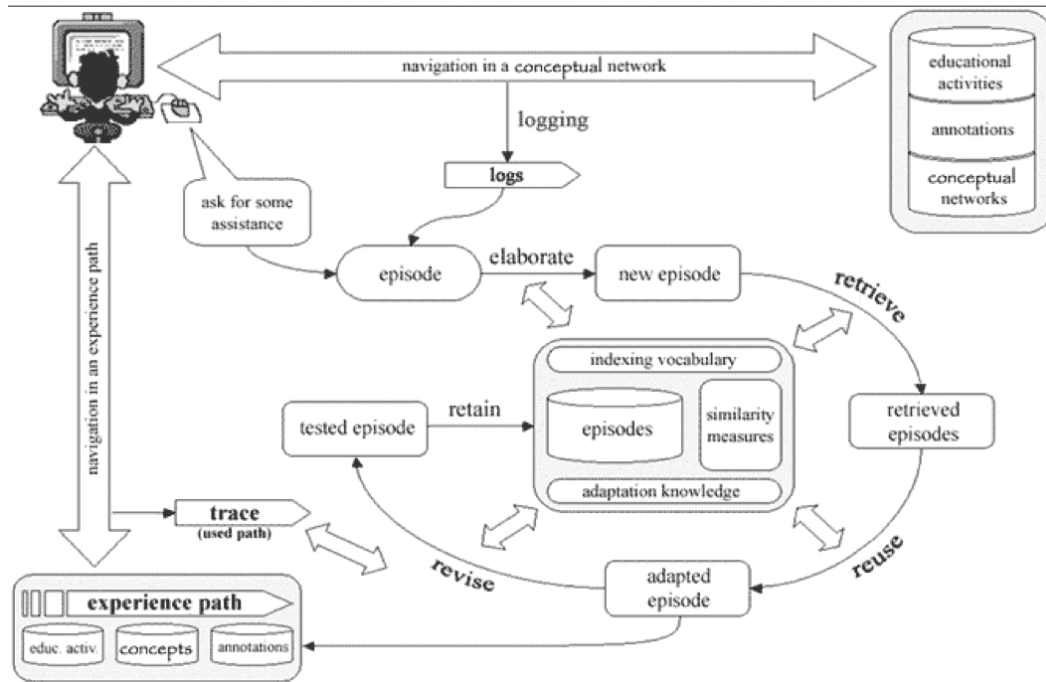 navigation in a conceptual network
educational
activities
annotations
conceptual
networks
logging
logs
ask for some
assistance
episode
elaborate
new episode
retrieve
navigation in an experience path
indexing vocabulary
episodes
similarity
measures
adaptation knowledge
retrieved
episodes
tested episode
retain
trace
(used path)
revise
reuse
adapted
episode
experience path
educ. activ.
concepts
annotations